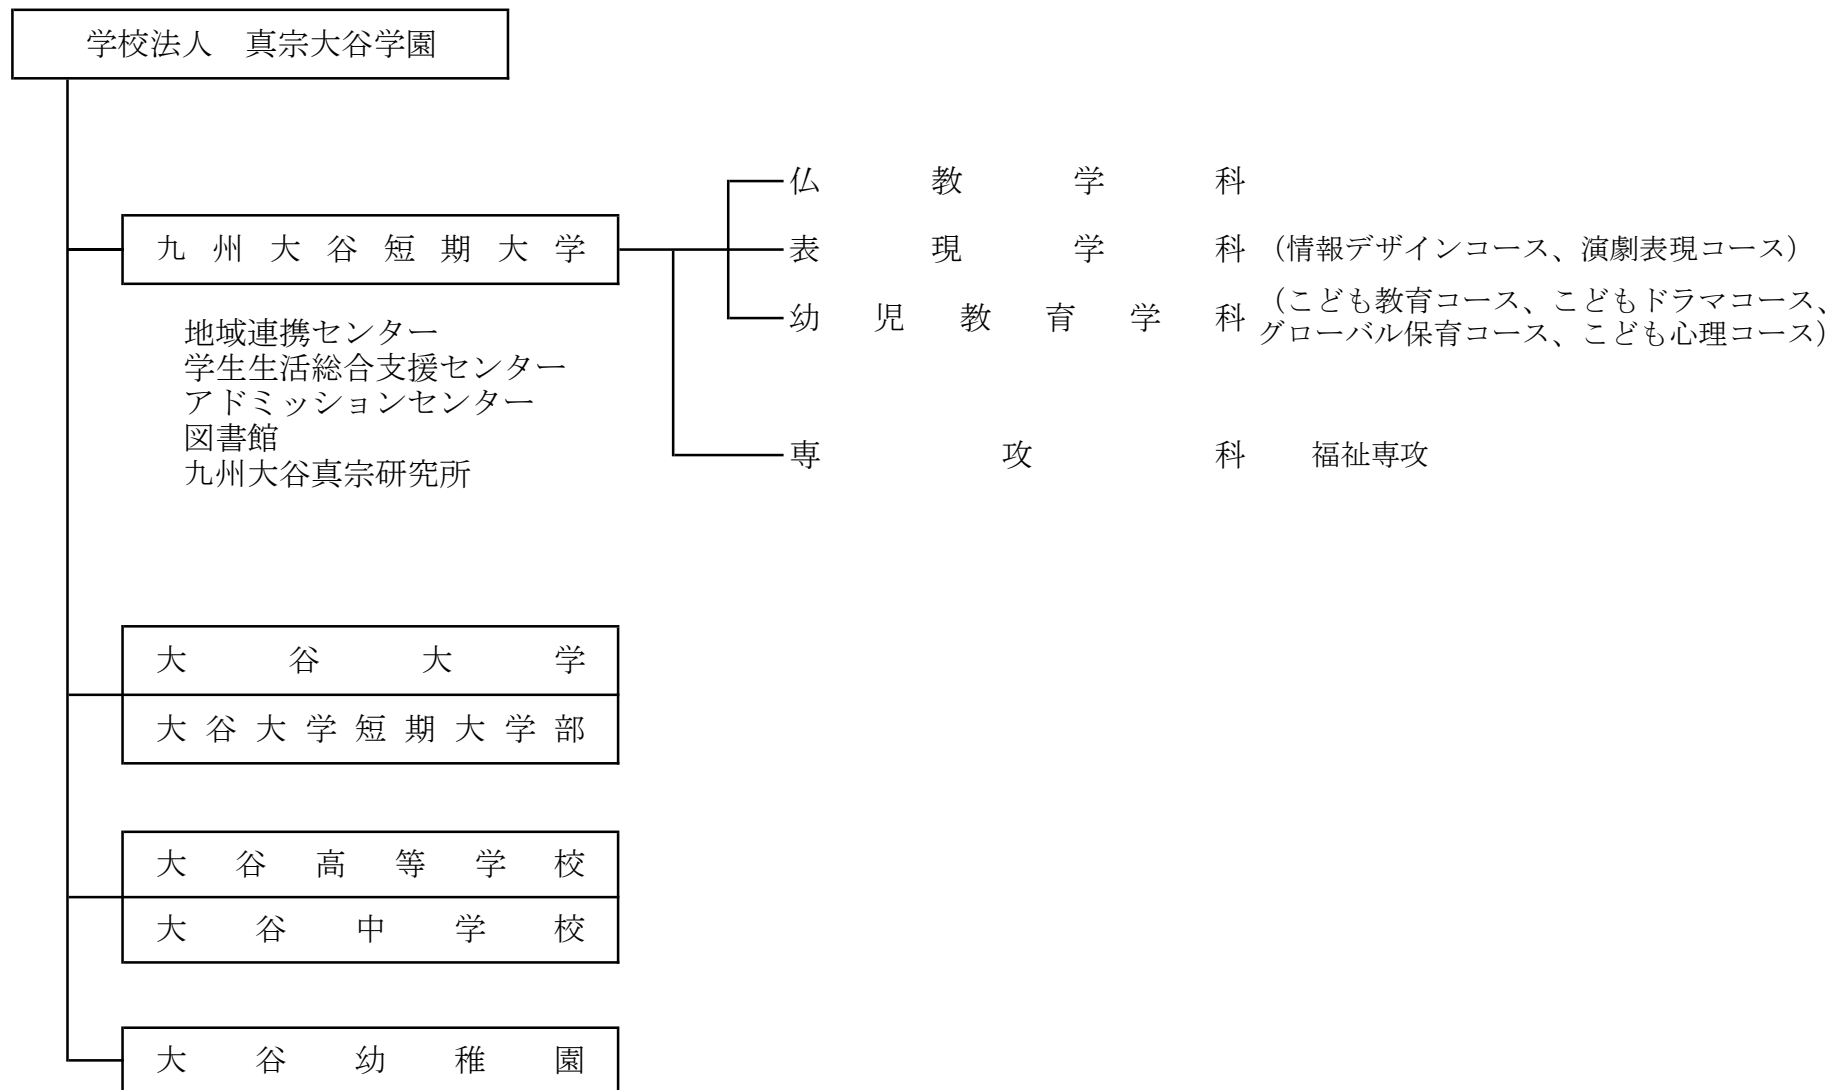 学校法人　真宗大谷学園
仏教学科
九州大谷短期大学
表現学科（情報デザインコース、演劇表現コース）
幼児教育学科（こども教育コース、こどもドラマコース、
グローバル保育コース、こども心理コース）
地域連携センター
学生生活総合支援センター
アドミッションセンター
図書館
九州大谷真宗研究所
専攻科　福祉専攻
大谷大学
大谷大学短期大学部
大谷高等学校
大谷中学校
大谷幼稚園